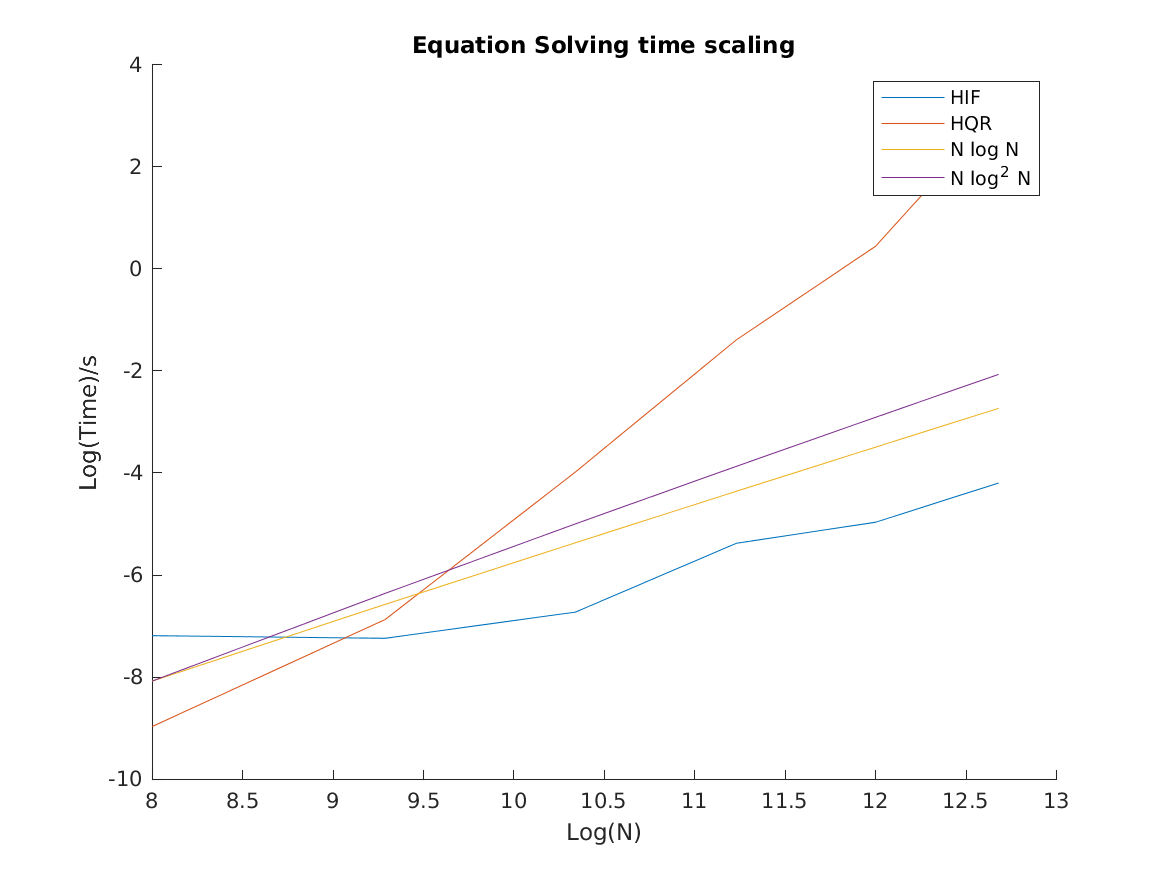 Equation Solving time scaling
4
2
0
-2
-4
-6
-8
-10
Log(Time)/s
HIF
HQR
N log N
N log² N
8 8.5 9 9.5 10 10.5 11 11.5 12 12.5 13
Log(N)